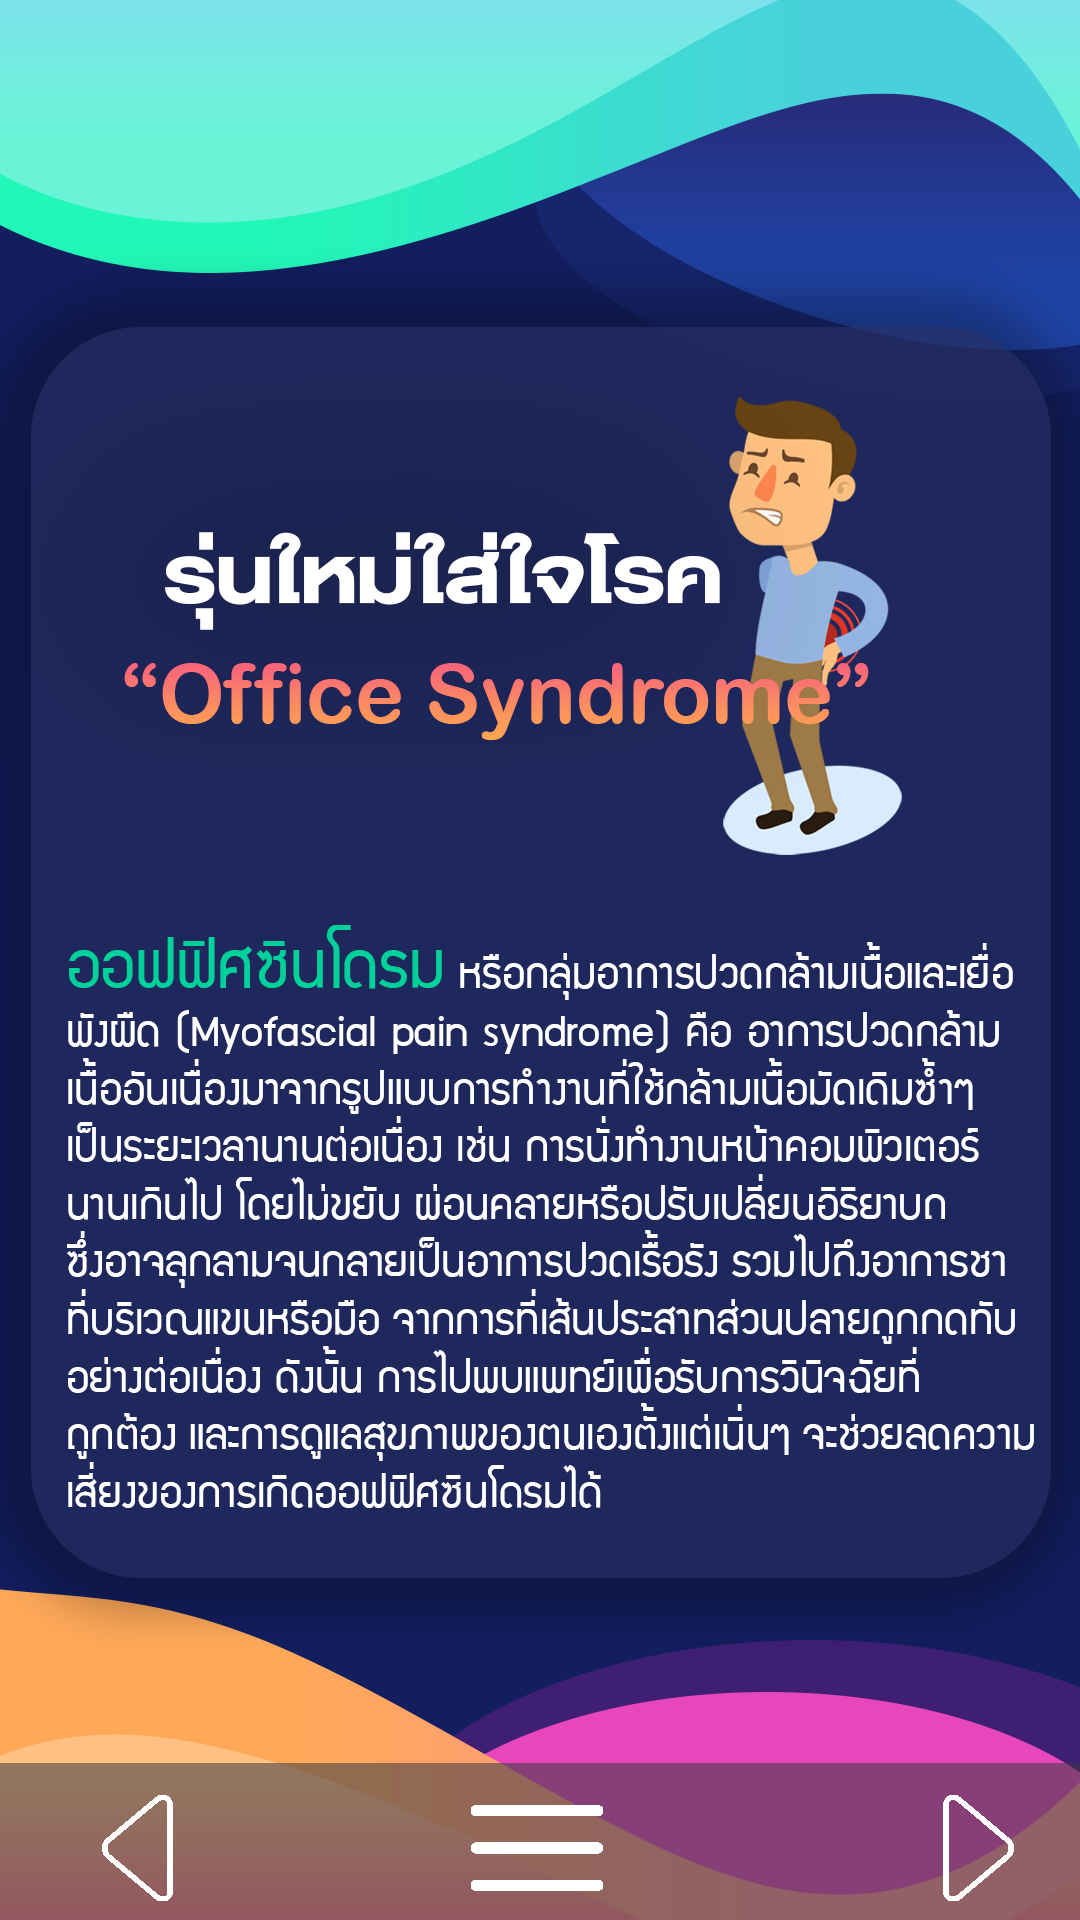 รุ่นใหม่ใส่ใจโรค
“Office Syndrome”
ออฟฟิศซินโดรม หรือกลุ่มอาการปวดกล้ามเนื้อและเยื่อ
พังผืด (Myofascial pain syndrome) คือ อาการปวดกล้าม
เนื้ออันเนื่องมาจากรูปแบบการทำงานที่ใช้กล้ามเนื้อมัดเดิมซ้ำๆ
เป็นระยะเวลานานต่อเนื่อง เช่น การนั่งทำงานหน้าคอมพิวเตอร์
นานเกินไป โดยไม่ขยับ ผ่อนคลายหรือปรับเปลี่ยนอิริยาบถ
ซึ่งอาจลุกลามจนกลายเป็นอาการปวดเรื้อรัง รวมไปถึงอาการชา
ที่บริเวณแขนหรือมือ จากการที่เส้นประสาทส่วนปลายถูกกดทับ
อย่างต่อเนื่อง ดังนั้น การไปพบแพทย์เพื่อรับการวินิจฉัยที่
ถูกต้อง และการดูแลสุขภาพของตนเองตั้งแต่เนิ่นๆ จะช่วยลดความ
เสี่ยงของการเกิดออฟฟิศซินโดรมได้